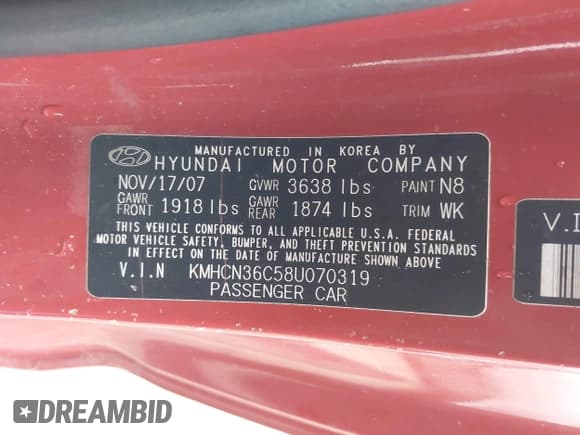 MANUFACTURED IN KOREA BY
HYUNDAI MOTOR COMPANY
NOV/17/07 GVWR 3638 lbs PAINT N8
GAWR FRONT 1918 lbs GAWR REAR 1874 lbs TRIM WK
THIS VEHICLE CONFORMS TO ALL APPLICABLE U.S.A. FEDERAL
MOTOR VEHICLE SAFETY, BUMPER, AND THEFT PREVENTION STANDARDS
IN EFFECT ON THE DATE OF MANUFACTURE SHOWN ABOVE
V.I.N KMHCN36C58U070319
PASSENGER CAR
V.I
DREAMBID